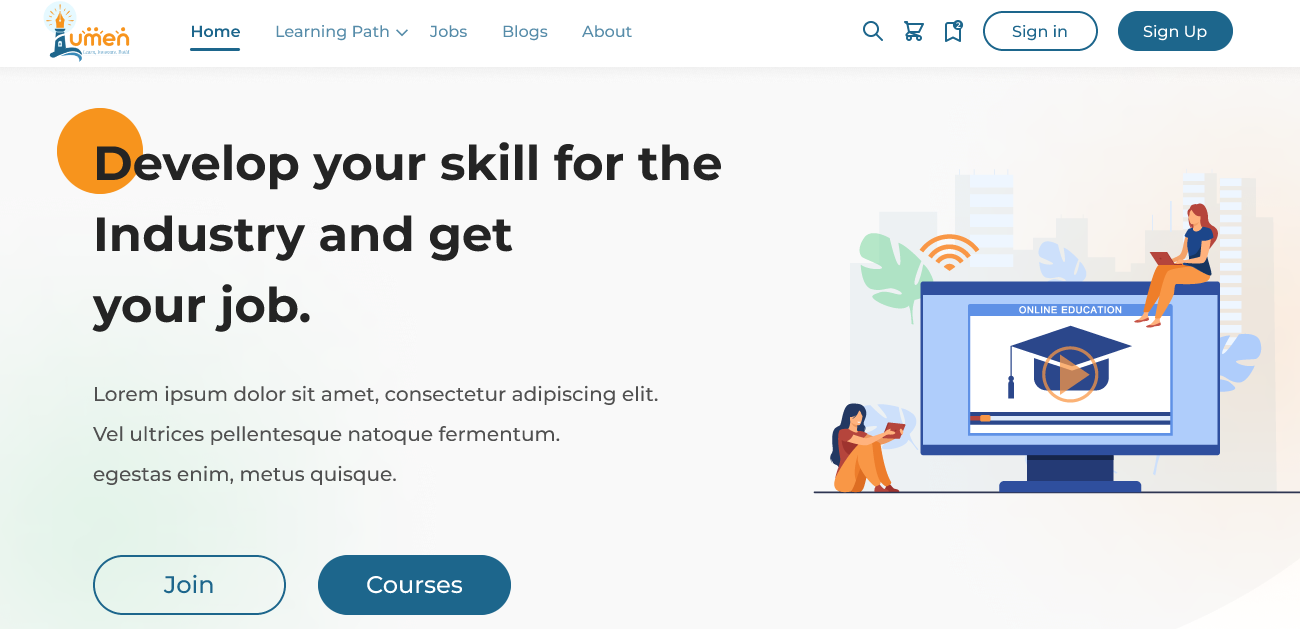 Lumen
Learn, Innovate, Build
Home
Learning Path
Jobs
Blogs
About
2
Sign in
Sign Up
Develop your skill for the
Industry and get
your job.
Lorem ipsum dolor sit amet, consectetur adipiscing elit.
Vel ultrices pellentesque natoque fermentum.
egestas enim, metus quisque.
Join
Courses
ONLINE EDUCATION